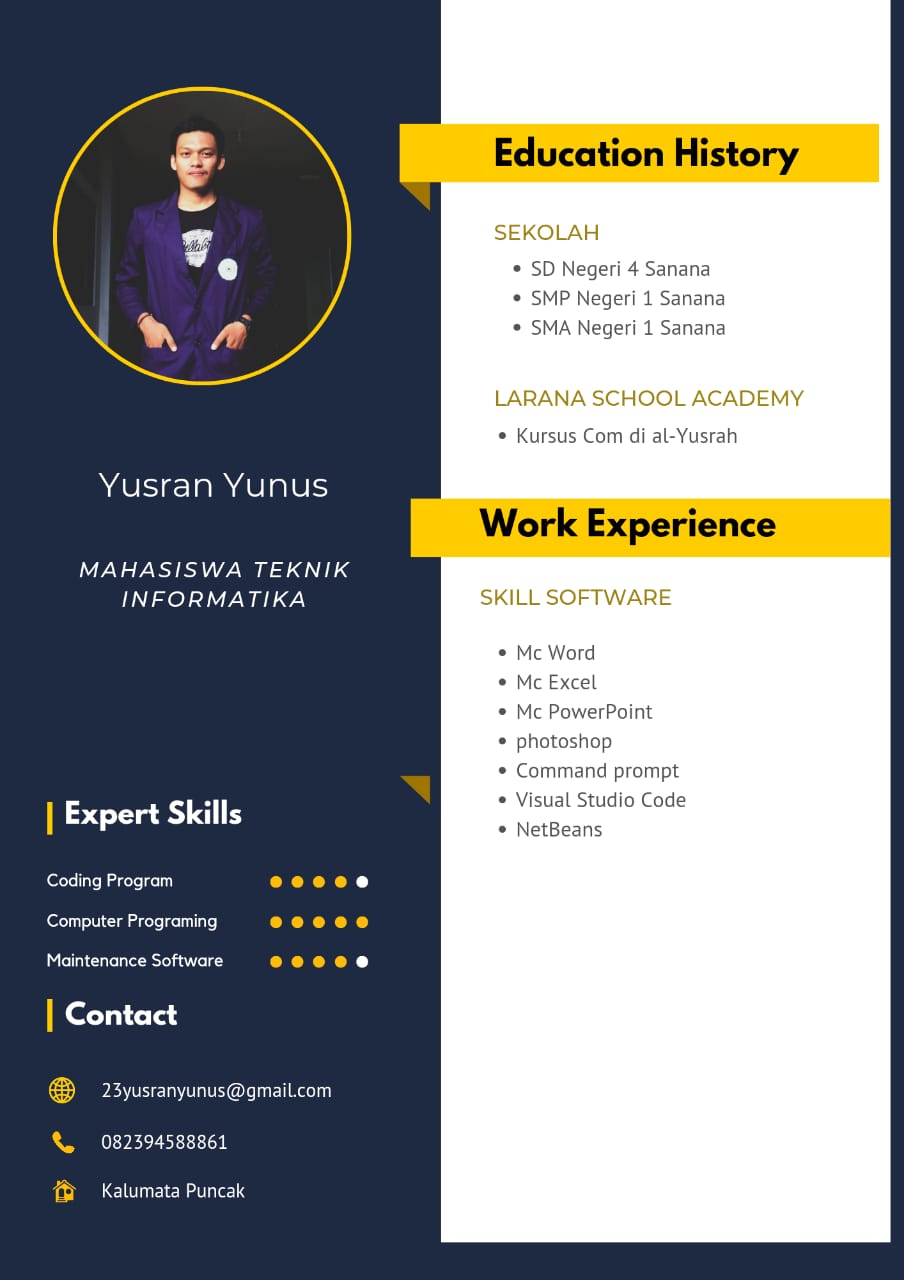 Yusran Yunus
MAHASISWA TEKNIK
INFORMATIKA
Expert Skills
Coding Program
Computer Programing
Maintenance Software
Contact
23yusranyunus@gmail.com
082394588861
Kalumata Puncak
Education History
SEKOLAH
SD Negeri 4 Sanana
SMP Negeri 1 Sanana
SMA Negeri 1 Sanana
LARANA SCHOOL ACADEMY
Kursus Com di al-Yusrah
Work Experience
SKILL SOFTWARE
Mc Word
Mc Excel
Mc PowerPoint
photoshop
Command prompt
Visual Studio Code
NetBeans